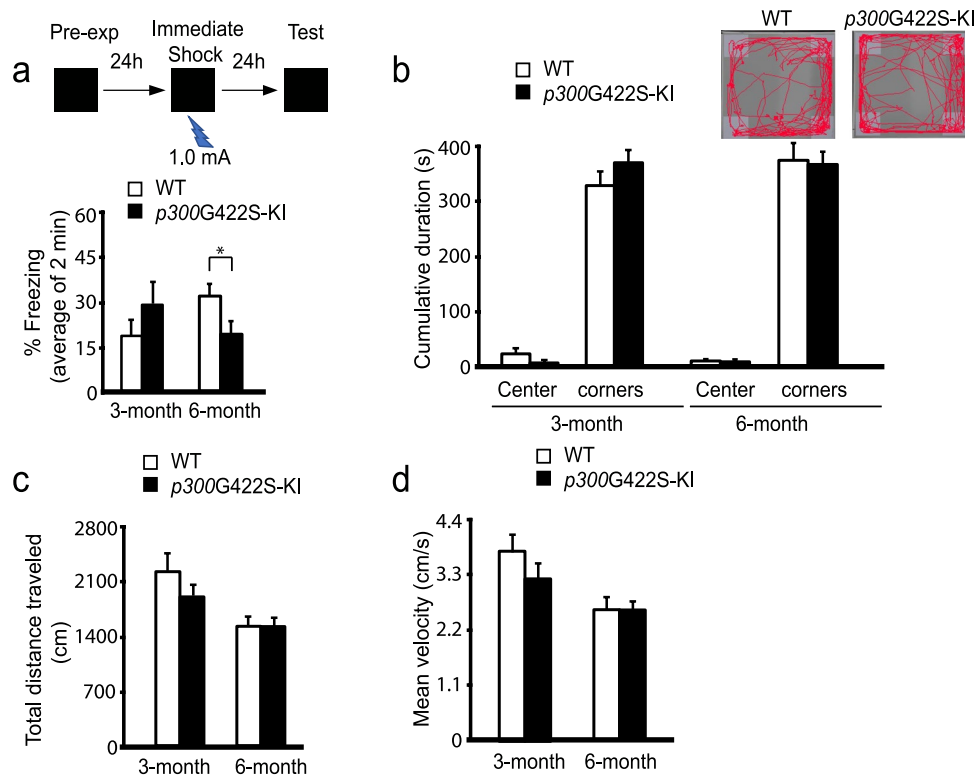 a
Pre-exp
24h
Immediate
Shock
24h
Test
1.0 mA
WT
p300G422S-KI
% Freezing
(average of 2 min)
60
45
30
15
0
*
3-month
6-month
b
WT
p300G422S-KI
WT
p300G422S-KI
Cumulative duration (s)
400
300
200
100
0
Center
corners
Center
corners
3-month
6-month
c
WT
p300G422S-KI
Total distance traveled
(cm)
2800
2100
1400
700
0
3-month
6-month
d
WT
p300G422S-KI
Mean velocity (cm/s)
4.4
3.3
2.2
1.1
0
3-month
6-month